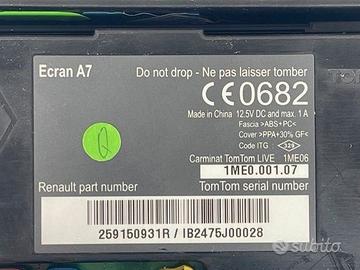 Ecran A7
Do not drop - Ne pas laisser tomber
CE0682
Made in China 12.5V DC and max. 1 A
Fascia >ABS+PC<
Cover >PPA+30% GF<
Code ITG 329
Carminat TomTom LIVE 1ME06
1ME0.001.07
Renault part number
TomTom serial number
259150931R / IB2475J00028
subito